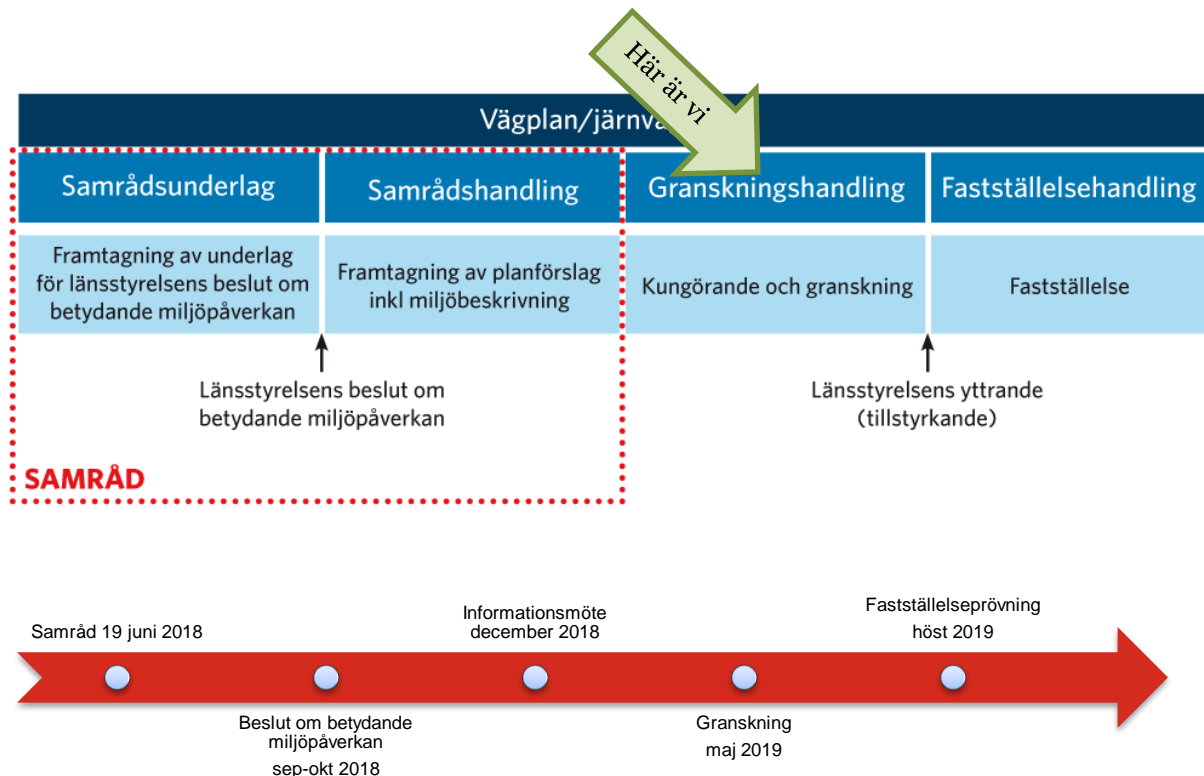 Här är vi
Vägplan/järnvä
Samrådsunderlag
Samrådshandling
Granskningshandling
Fastställelsehandling
Framtagning av underlag
för länsstyrelsens beslut om
betydande miljöpåverkan
Framtagning av planförslag
inkl miljöbeskrivning
Kungörande och granskning
Fastställelse
Länsstyrelsens beslut om
betydande miljöpåverkan
Länsstyrelsens yttrande
(tillstyrkande)
SAMRÅD
Samråd 19 juni 2018
Informationsmöte
december 2018
Fastställelseprövning
höst 2019
Beslut om betydande
miljöpåverkan
sep-okt 2018
Granskning
maj 2019